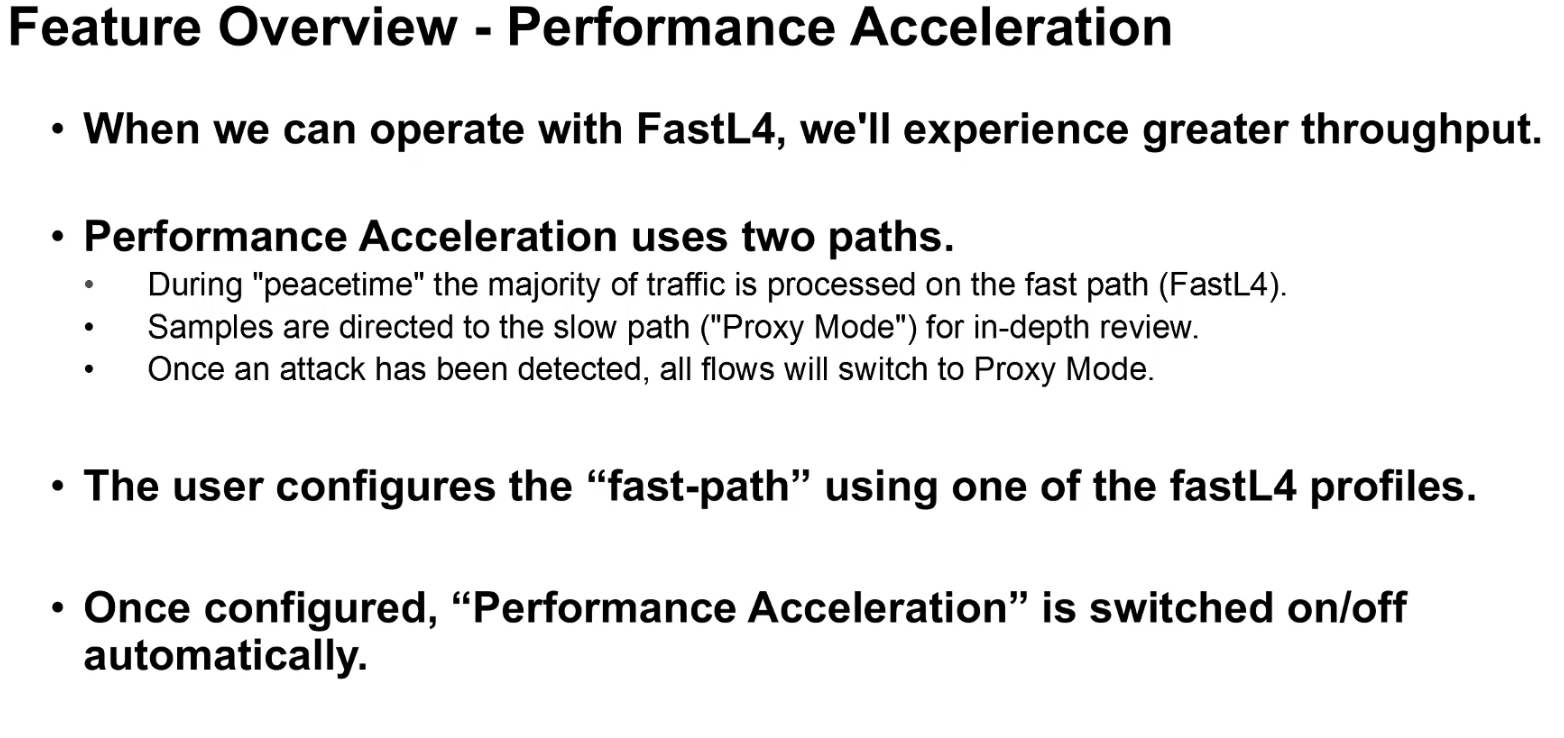 Feature Overview - Performance Acceleration
• When we can operate with FastL4, we'll experience greater throughput.
• Performance Acceleration uses two paths.
• During "peacetime" the majority of traffic is processed on the fast path (FastL4).
• Samples are directed to the slow path ("Proxy Mode") for in-depth review.
• Once an attack has been detected, all flows will switch to Proxy Mode.
• The user configures the “fast-path” using one of the fastL4 profiles.
• Once configured, “Performance Acceleration” is switched on/off
automatically.